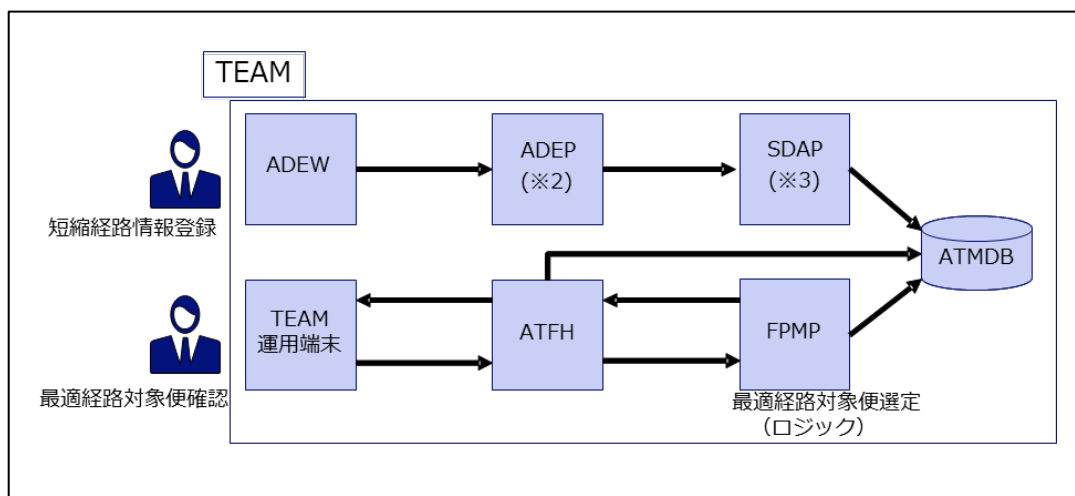 TEAM
ADEW
ADEP
(※2)
SDAP
(※3)
短縮経路情報登録
ATMDB
TEAM
運用端末
ATFH
FPMP
最適経路対象便確認
最適経路対象便選定
（ロジック）